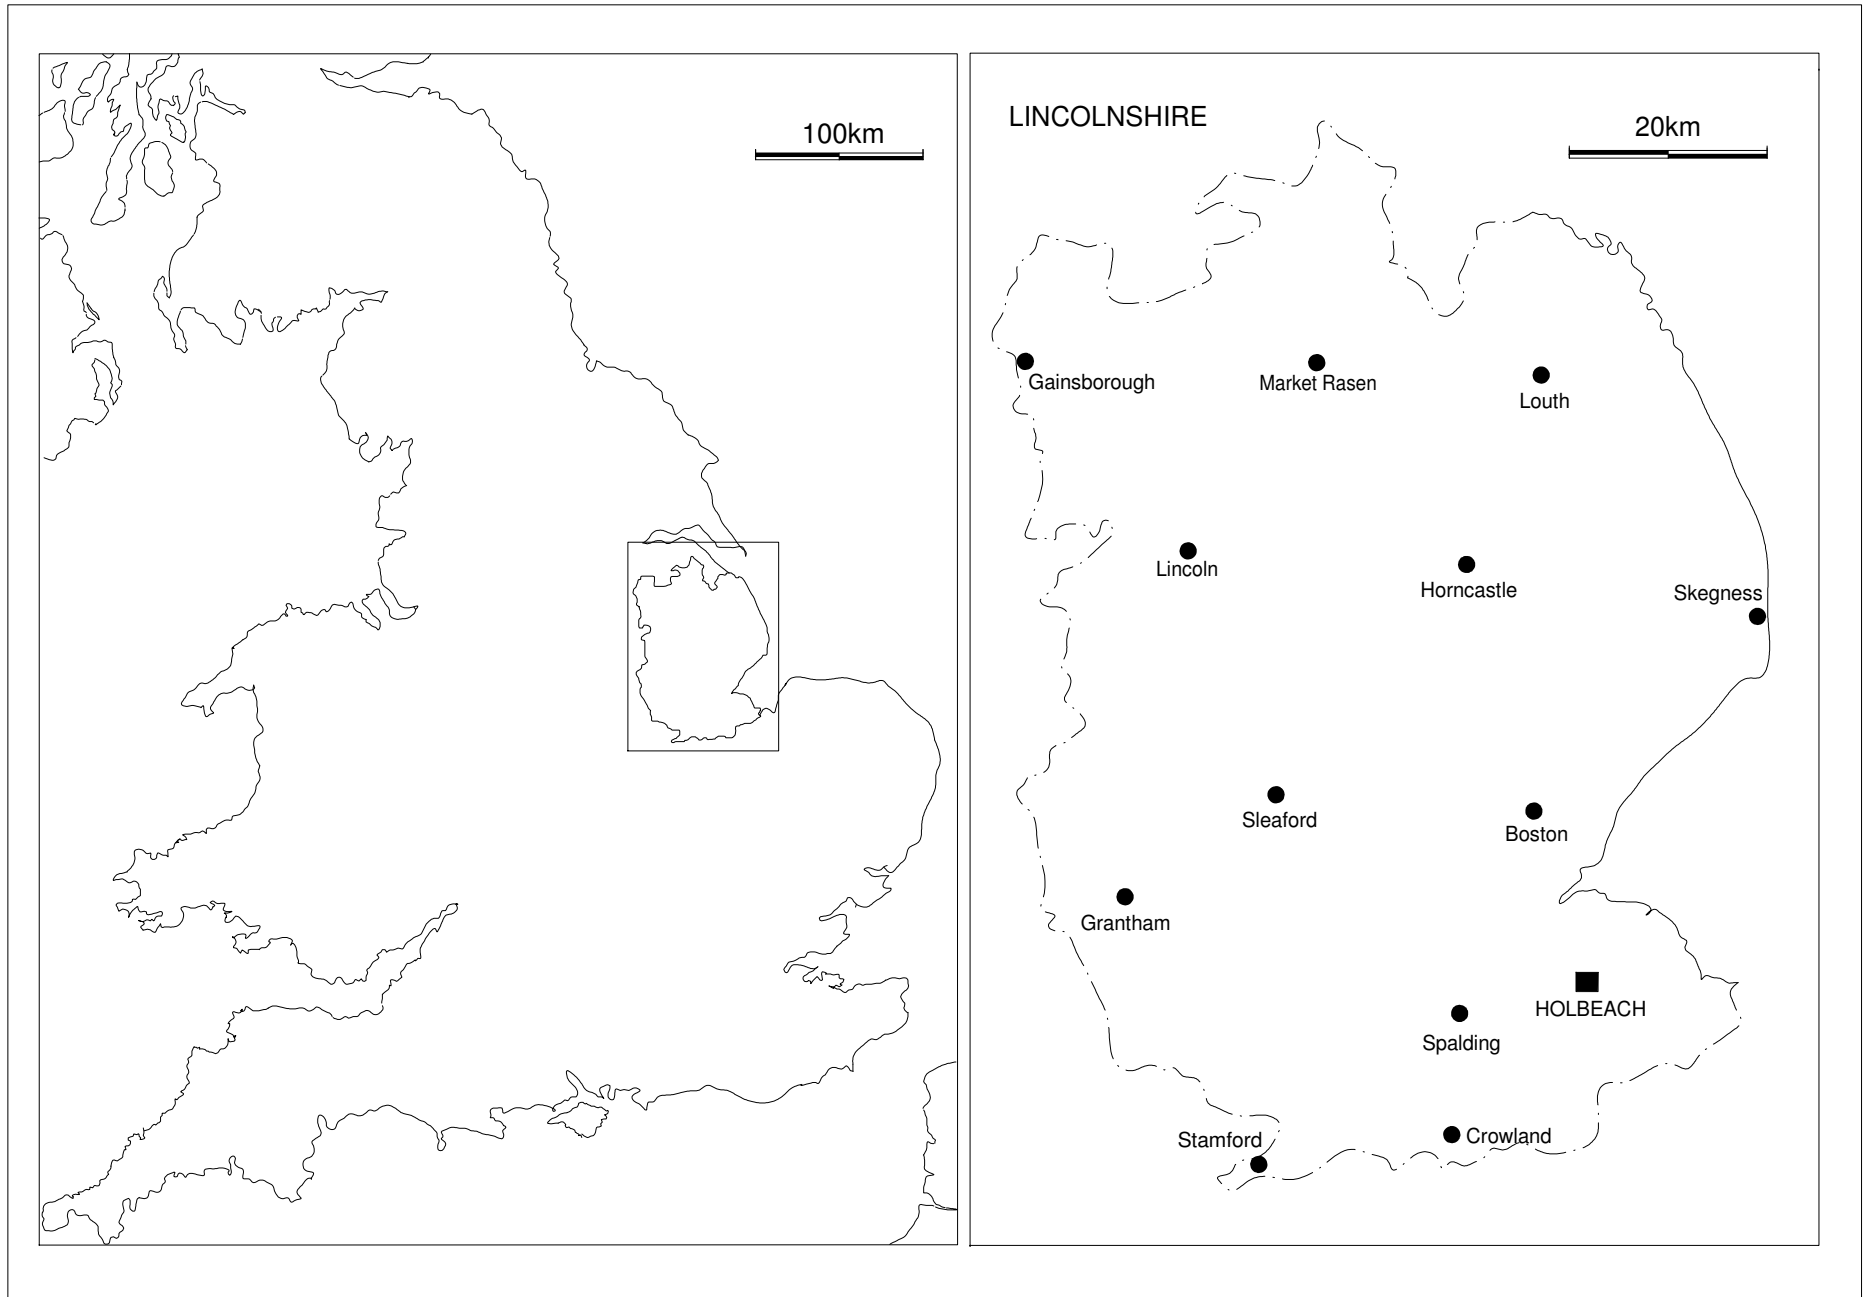 100km
LINCOLNSHIRE
20km
Gainsborough
Market Rasen
Louth
Lincoln
Horncastle
Skegness
Sleaford
Boston
Grantham
HOLBEACH
Spalding
Stamford
Crowland